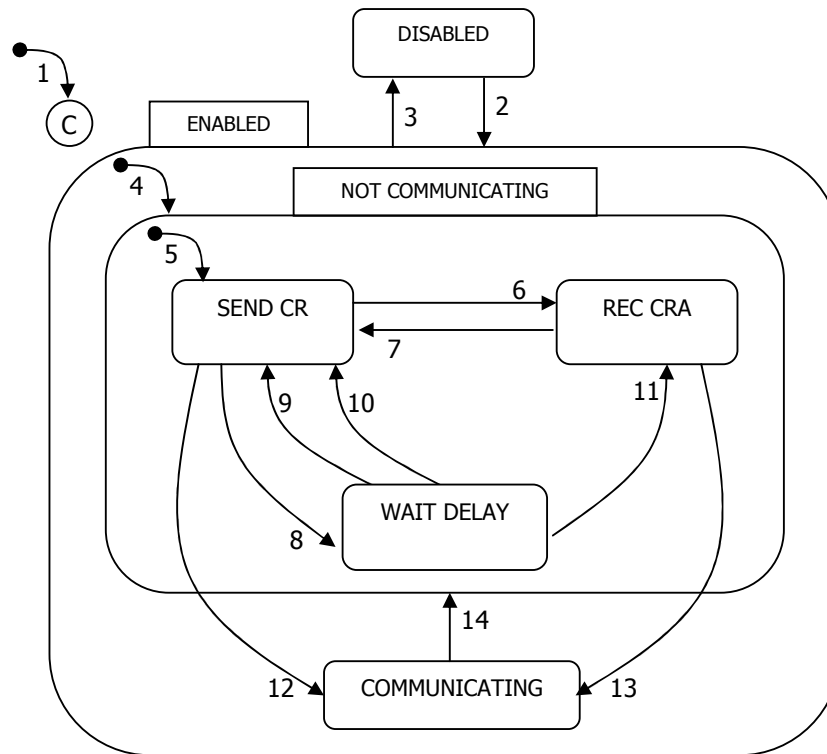 DISABLED
1
C
ENABLED
3
2
4
NOT COMMUNICATING
5
SEND CR
6
REC CRA
7
9
10
11
WAIT DELAY
8
14
12
COMMUNICATING
13